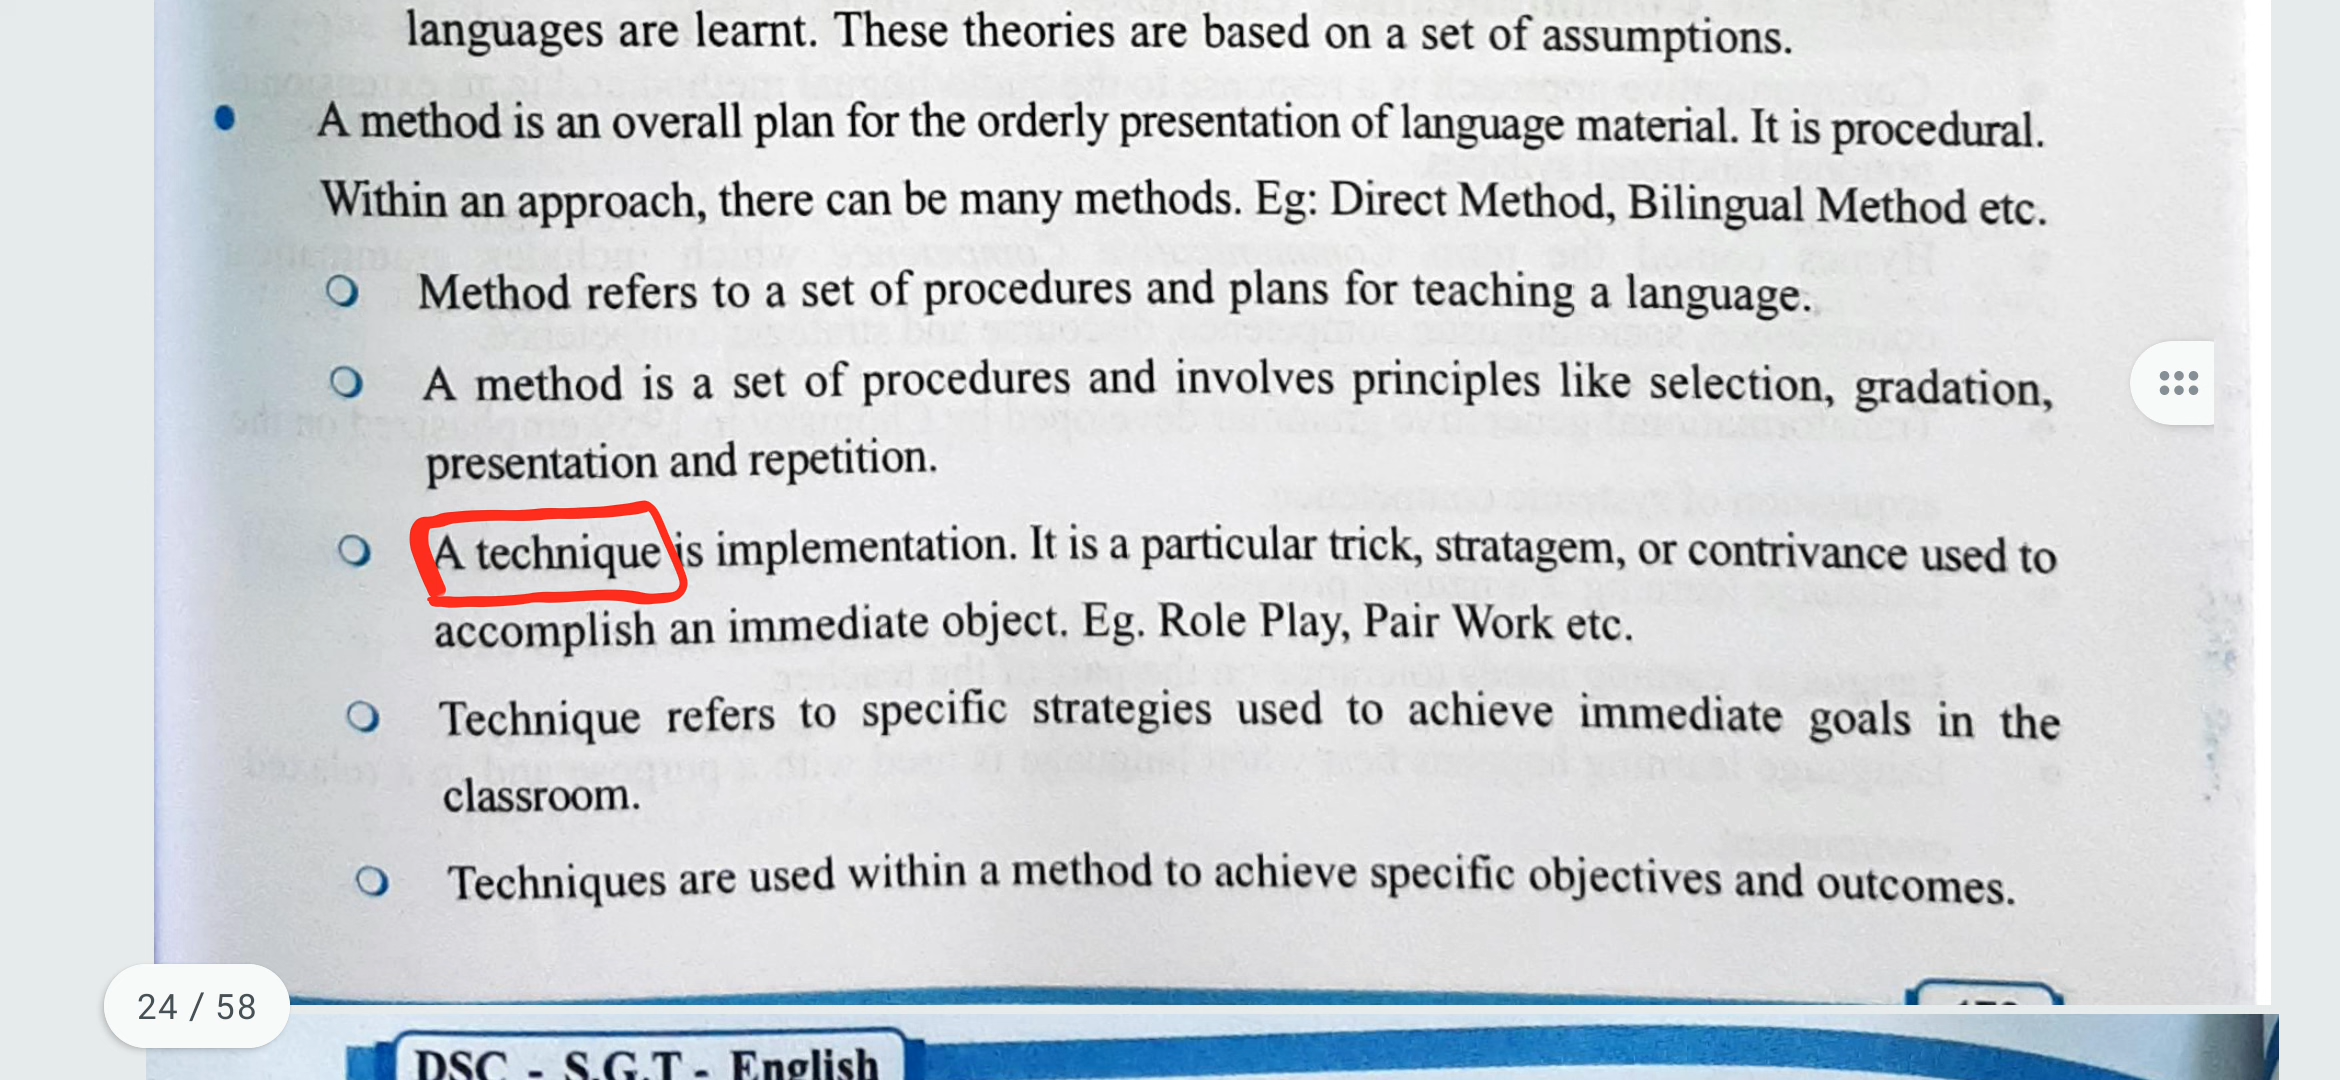 languages are learnt. These theories are based on a set of assumptions.
A method is an overall plan for the orderly presentation of language material. It is procedural.
Within an approach, there can be many methods. Eg: Direct Method, Bilingual Method etc.
Method refers to a set of procedures and plans for teaching a language.
A method is a set of procedures and involves principles like selection, gradation,
presentation and repetition.
A technique is implementation. It is a particular trick, stratagem, or contrivance used to
accomplish an immediate object. Eg. Role Play, Pair Work etc.
Technique refers to specific strategies used to achieve immediate goals in the
classroom.
Techniques are used within a method to achieve specific objectives and outcomes.
24 / 58
DSC - S.G.T - English